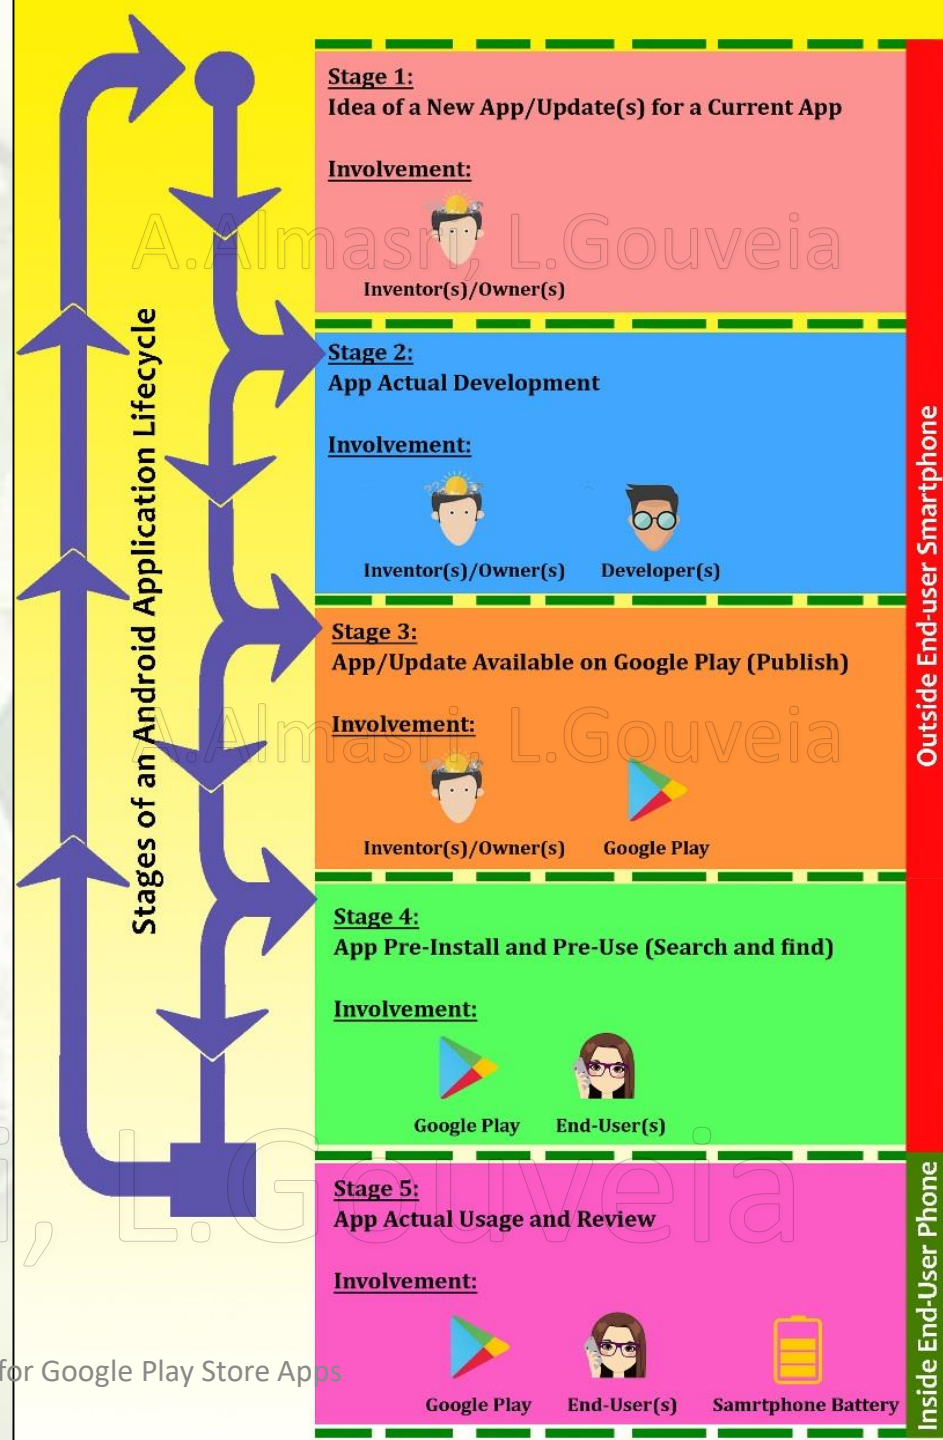 Stages of an Android Application Lifecycle
Stage 1:
Idea of a New App/Update(s) for a Current App
Involvement:
Inventor(s)/Owner(s)
A.Almasri, L.Gouveia
Stage 2:
App Actual Development
Involvement:
Inventor(s)/Owner(s) Developer(s)
Stage 3:
App/Update Available on Google Play (Publish)
Involvement:
A.Almasri, L.Gouveia
Inventor(s)/Owner(s) Google Play
Stage 4:
App Pre-Install and Pre-Use (Search and find)
Involvement:
Google Play End-User(s)
Outside End-user Smartphone
Stage 5:
App Actual Usage and Review
i, L.Gouveia
Involvement:
Google Play End-User(s) Samrtphone Battery
Inside End-User Phone
for Google Play Store Apps